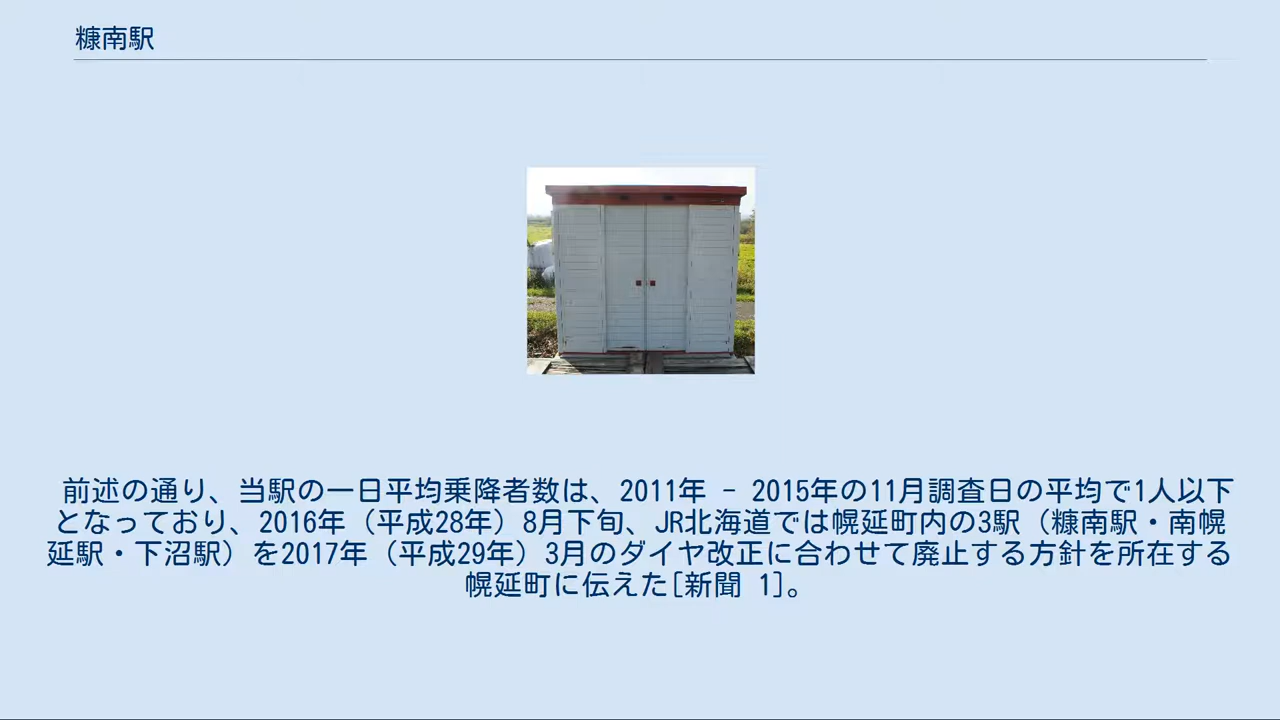 糠南駅
前述の通り、当駅の一日平均乗降者数は、2011年 - 2015年の11月調査日の平均で1人以下
となっており、2016年（平成28年）8月下旬、JR北海道では幌延町内の3駅（糠南駅・南幌
延駅・下沼駅）を2017年（平成29年）3月のダイヤ改正に合わせて廃止する方針を所在する
幌延町に伝えた[新聞 1]。